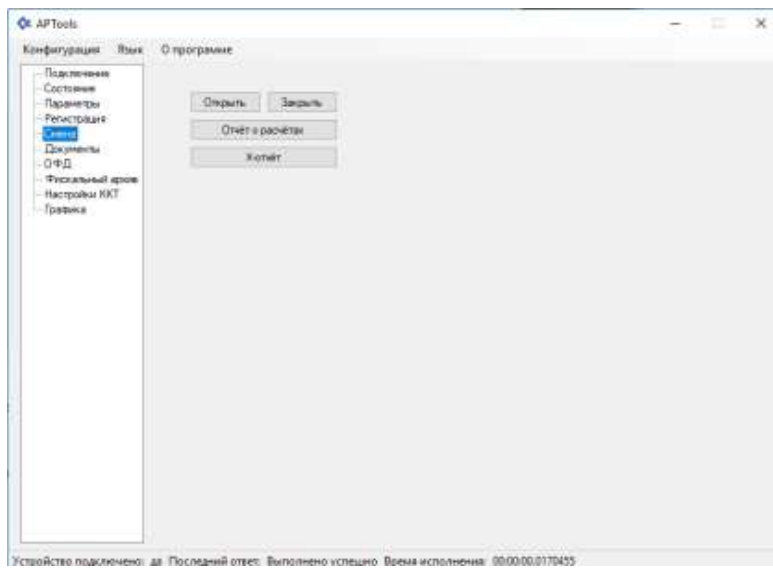 APTools
Конфигурация Язык О программе
Подключение
Состояние
Параметры
Регистрация
Смена
Документы
ОФД
Фискальный архив
Настройки ККТ
Графика
Открыть Закрыть
Отчёт о расчётах
X-отчёт
Устройство подключено: да Последний ответ: Выполнено успешно Время исполнения: 00:00:00.0170455